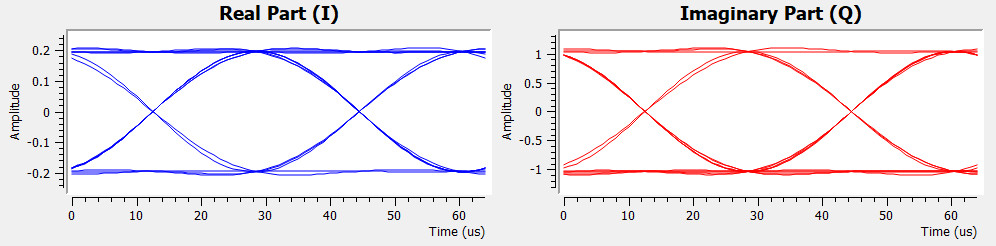 Real Part (I)
Amplitude
0.2
0.1
0
-0.1
-0.2
0 10 20 30 40 50 60
Time (us)
Imaginary Part (Q)
Amplitude
1
0.5
0
-0.5
-1
0 10 20 30 40 50 60
Time (us)